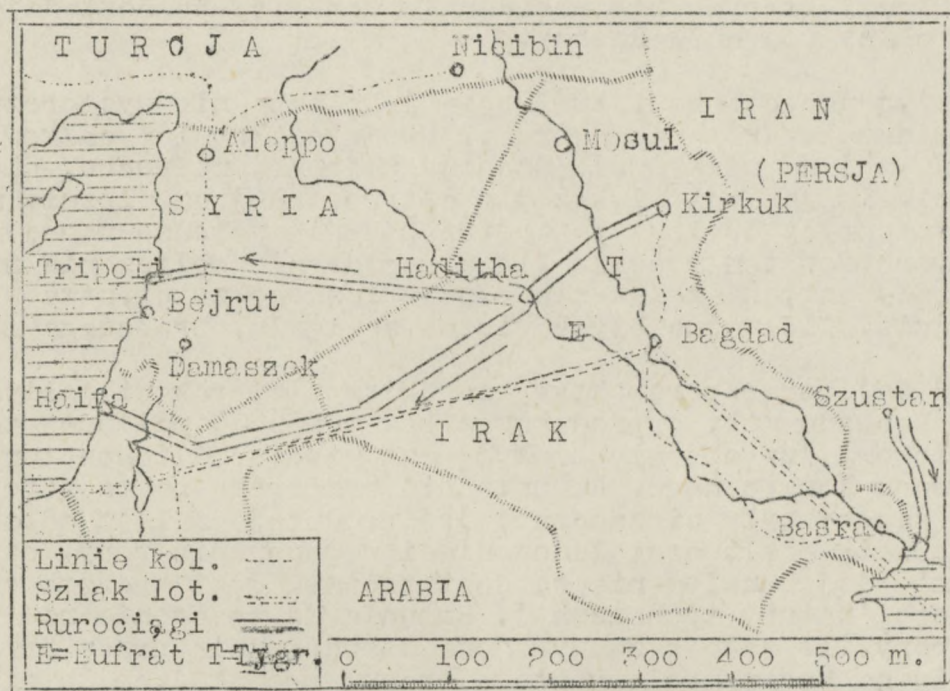 TURCJA
Nisibin
IRAN
(PERSJA)
Aleppo
Mosul
SYRIA
Kirkuk
Tripoli
Haditha
T
Bejrut
E
Bagdad
Damaszek
Haifa
Szustar
IRAK
Basra
Linie kol.
Szlak lot.
ARABIA
Rurociągi
E=Eufrat T=Tygr.
0 100 200 300 400 500 m.